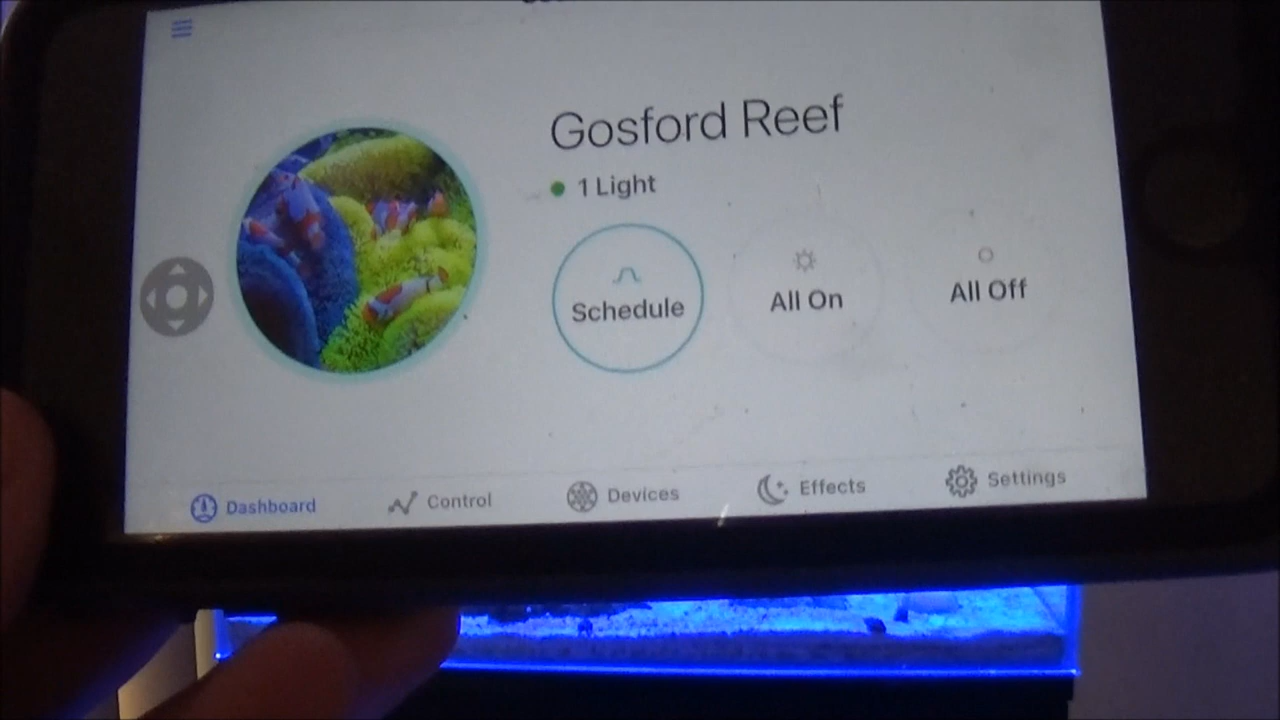 Gosford Reef
1 Light
Schedule
All On
All Off
Dashboard
Control
Devices
Effects
Settings